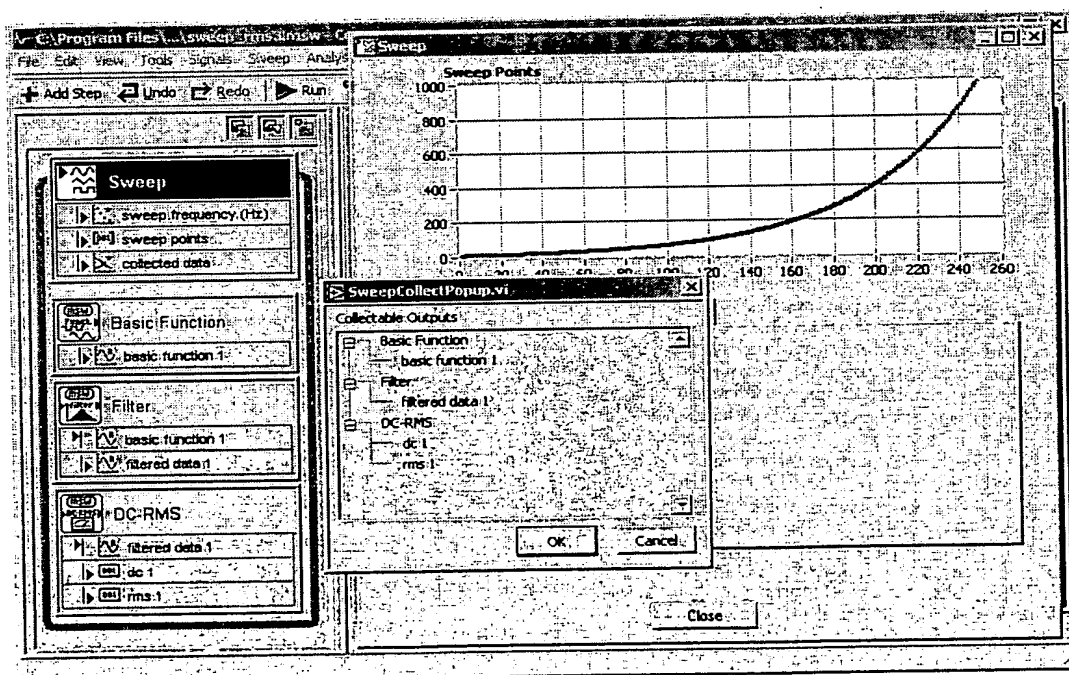 C:\Program Files\...\sweep_rms
File Edit View Tools Signals Sweep Analys
Add Step Undo Redo Run
Sweep
sweep frequency (Hz)
sweep points
collected data
Basic Function
basic function 1
Filter
basic function 1
filtered data 1
DC-RMS
filtered data 1
dc 1
rms 1
Sweep
Sweep Points
1000
800
600
400
200
0
0 20 40 60 80 100 120 140 160 180 200 220 240 260
SweepCollectPopup.vi
Collectable Outputs
Basic Function
basic function 1
Filter
filtered data 1
DC-RMS
dc 1
rms 1
OK Cancel
Close